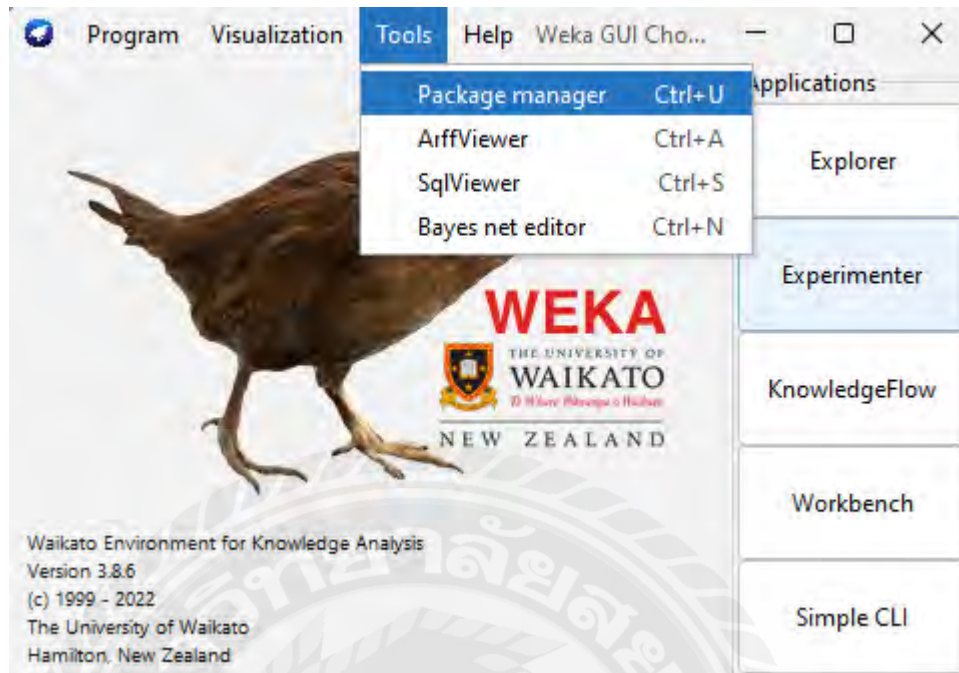 Program Visualization Tools Help Weka GUI Cho...
Package manager Ctrl+U
ArffViewer Ctrl+A
SqlViewer Ctrl+S
Bayes net editor Ctrl+N
Applications
Explorer
Experimenter
KnowledgeFlow
Workbench
Simple CLI
WEKA
THE UNIVERSITY OF
WAIKATO
NEW ZEALAND
Waikato Environment for Knowledge Analysis
Version 3.8.6
(c) 1999 - 2022
The University of Waikato
Hamilton, New Zealand